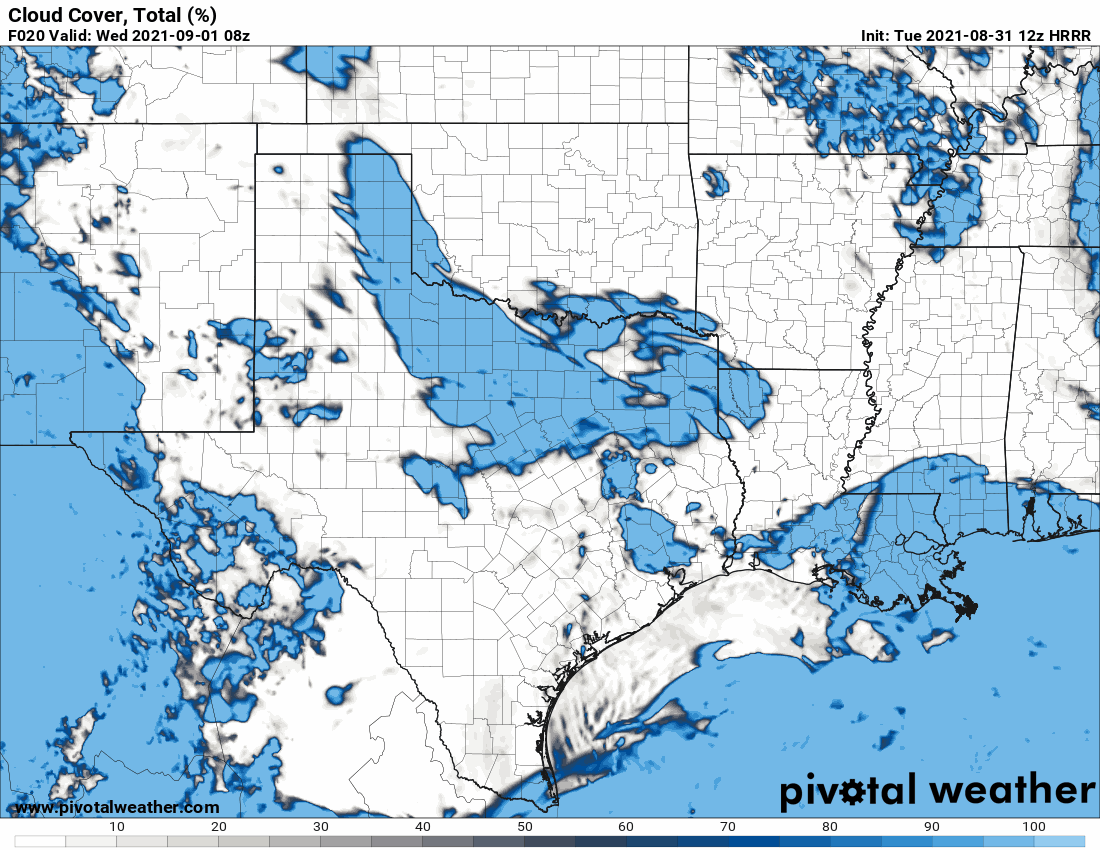 Cloud Cover, Total (%)
F020 Valid: Wed 2021-09-01 08z
Init: Tue 2021-08-31 12z HRRR
pivotal weather
www.pivotalweather.com
10 20 30 40 50 60 70 80 90 100